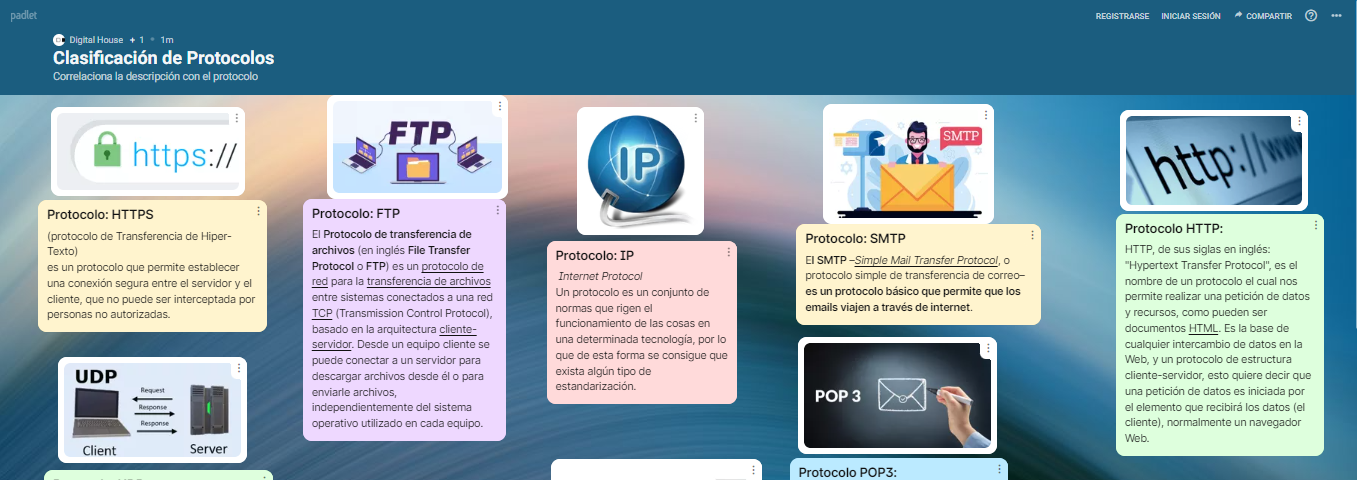 padlet
REGISTRARSE
INICIAR SESIÓN
COMPARTIR
Digital House + 1 • 1m
Clasificación de Protocolos
Correlaciona la descripción con el protocolo
https://
Protocolo: HTTPS
(protocolo de Transferencia de Hiper-
Texto)
es un protocolo que permite establecer
una conexión segura entre el servidor y el
cliente, que no puede ser interceptada por
personas no autorizadas.
UDP
Request
Response
Response
Client
Server
FTP
Protocolo: FTP
El Protocolo de transferencia de
archivos (en inglés File Transfer
Protocol o FTP) es un protocolo de
red para la transferencia de archivos
entre sistemas conectados a una red
TCP (Transmission Control Protocol),
basado en la arquitectura cliente-
servidor. Desde un equipo cliente se
puede conectar a un servidor para
descargar archivos desde él o para
enviarle archivos,
independientemente del sistema
operativo utilizado en cada equipo.
IP
Protocolo: IP
Internet Protocol
Un protocolo es un conjunto de
normas que rigen el
funcionamiento de las cosas en
una determinada tecnología, por lo
que de esta forma se consigue que
exista algún tipo de
estandarización.
SMTP
Protocolo: SMTP
El SMTP –Simple Mail Transfer Protocol, o
protocolo simple de transferencia de correo–
es un protocolo básico que permite que los
emails viajen a través de internet.
POP 3
Protocolo POP3:
http://www
Protocolo HTTP:
HTTP, de sus siglas en inglés:
"Hypertext Transfer Protocol", es el
nombre de un protocolo el cual nos
permite realizar una petición de datos
y recursos, como pueden ser
documentos HTML. Es la base de
cualquier intercambio de datos en la
Web, y un protocolo de estructura
cliente-servidor, esto quiere decir que
una petición de datos es iniciada por
el elemento que recibirá los datos (el
cliente), normalmente un navegador
Web.